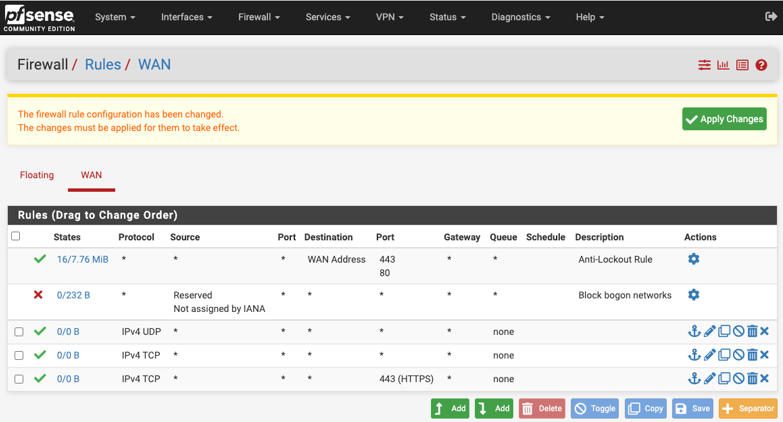 pfsense
COMMUNITY EDITION
System Interfaces Firewall Services VPN Status Diagnostics Help
Firewall / Rules / WAN
The firewall rule configuration has been changed.
The changes must be applied for them to take effect.
Apply Changes
Floating WAN
Rules (Drag to Change Order)
States Protocol Source Port Destination Port Gateway Queue Schedule Description Actions
16/7.76 MiB * * * WAN Address 443 * * Anti-Lockout Rule
80
0/232 B * Reserved * * * * * Block bogon networks
Not assigned by IANA
0/0 B IPv4 UDP * * * * * none
0/0 B IPv4 TCP * * * * * none
0/0 B IPv4 TCP * * * 443 (HTTPS) * none
Add Add Delete Toggle Copy Save Separator